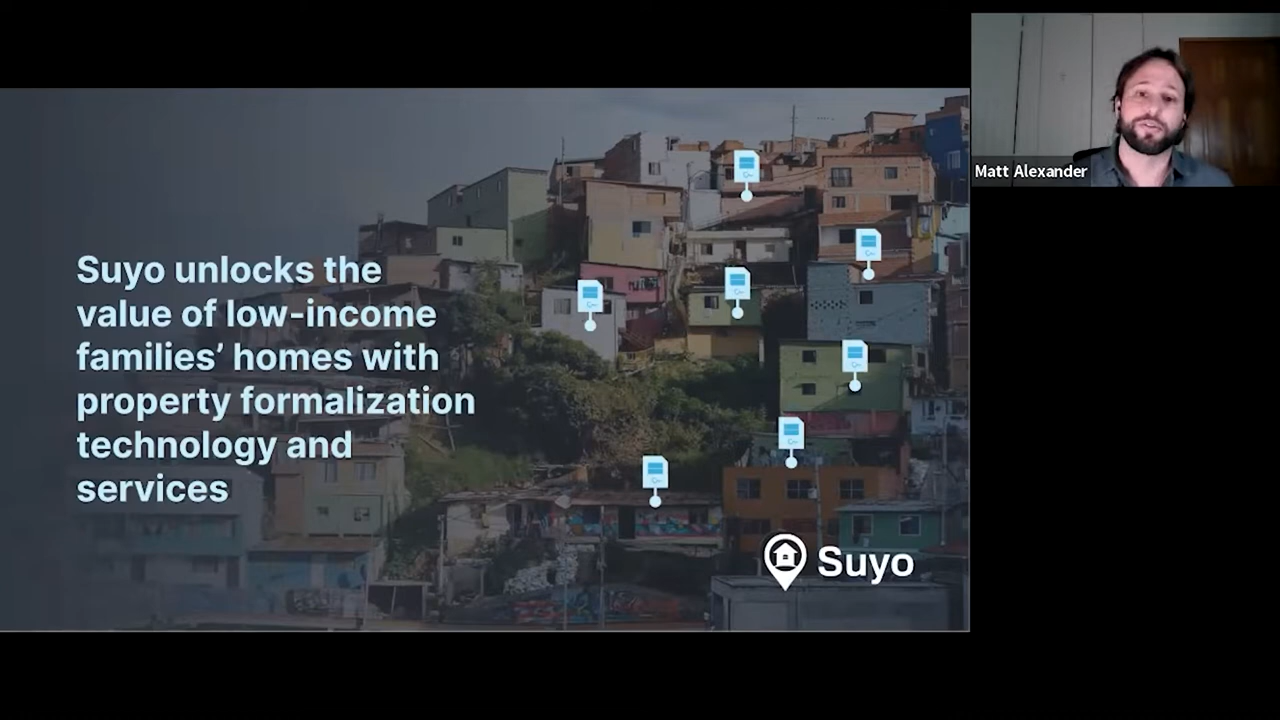 Suyo unlocks the
value of low-income
families’ homes with
property formalization
technology and
services
Suyo
Matt Alexander